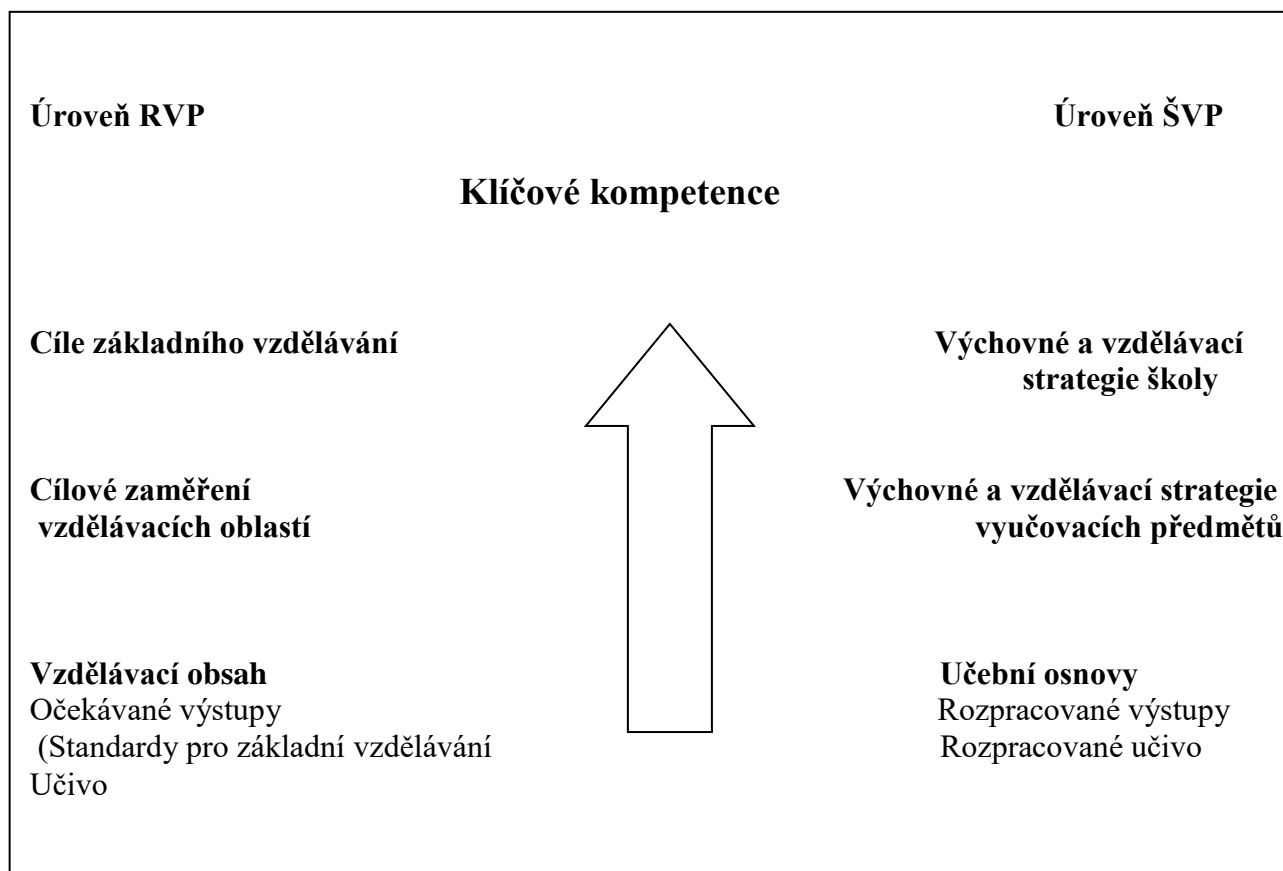 Úroveň RVP
Úroveň ŠVP
Klíčové kompetence
Cíle základního vzdělávání
Výchovné a vzdělávací
strategie školy
Cílové zaměření
vzdělávacích oblastí
Výchovné a vzdělávací strategie
vyučovacích předmětů
Vzdělávací obsah
Očekávané výstupy
(Standardy pro základní vzdělávání
Učivo
Učební osnovy
Rozpracované výstupy
Rozpracované učivo